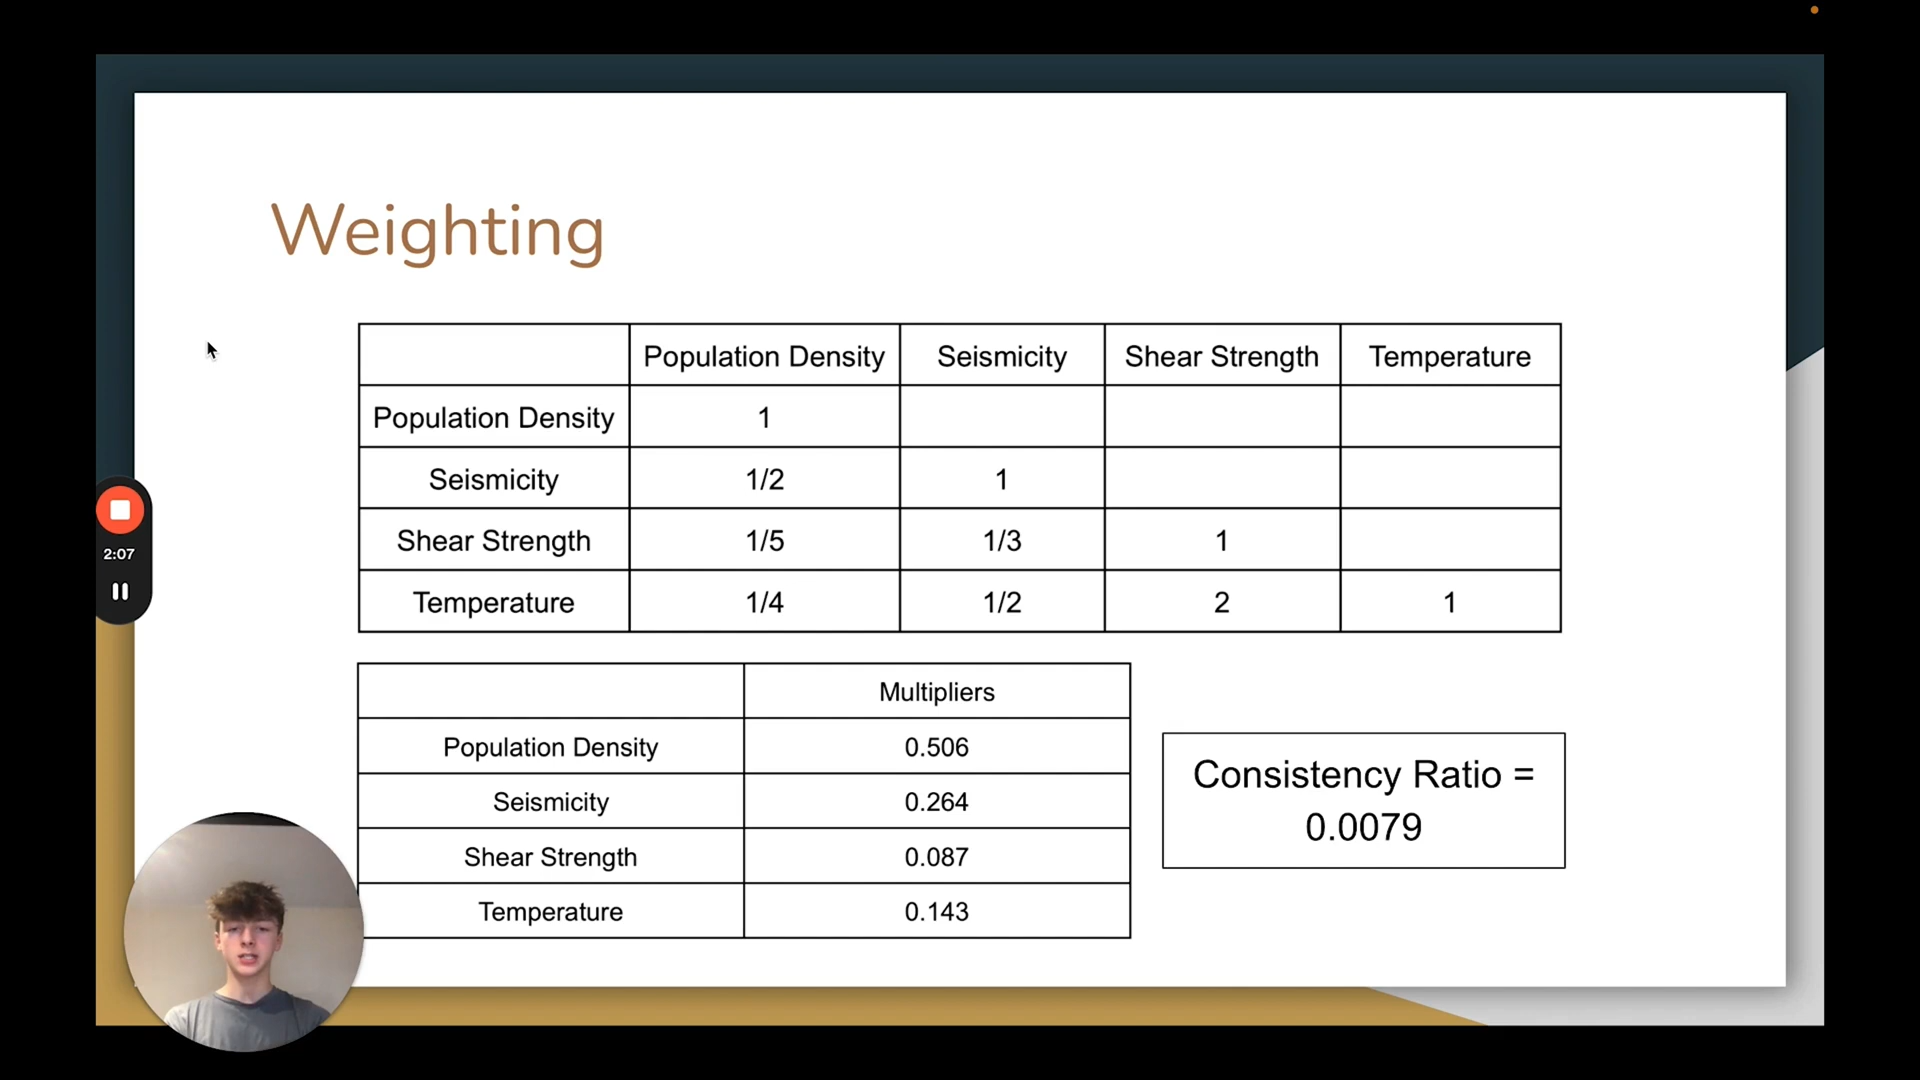 Weighting
Population Density Seismicity Shear Strength Temperature
Population Density 1
Seismicity 1/2 1
Shear Strength 1/5 1/3 1
Temperature 1/4 1/2 2 1
2:07
Multipliers
Population Density 0.506
Seismicity 0.264
Shear Strength 0.087
Temperature 0.143
Consistency Ratio =
0.0079